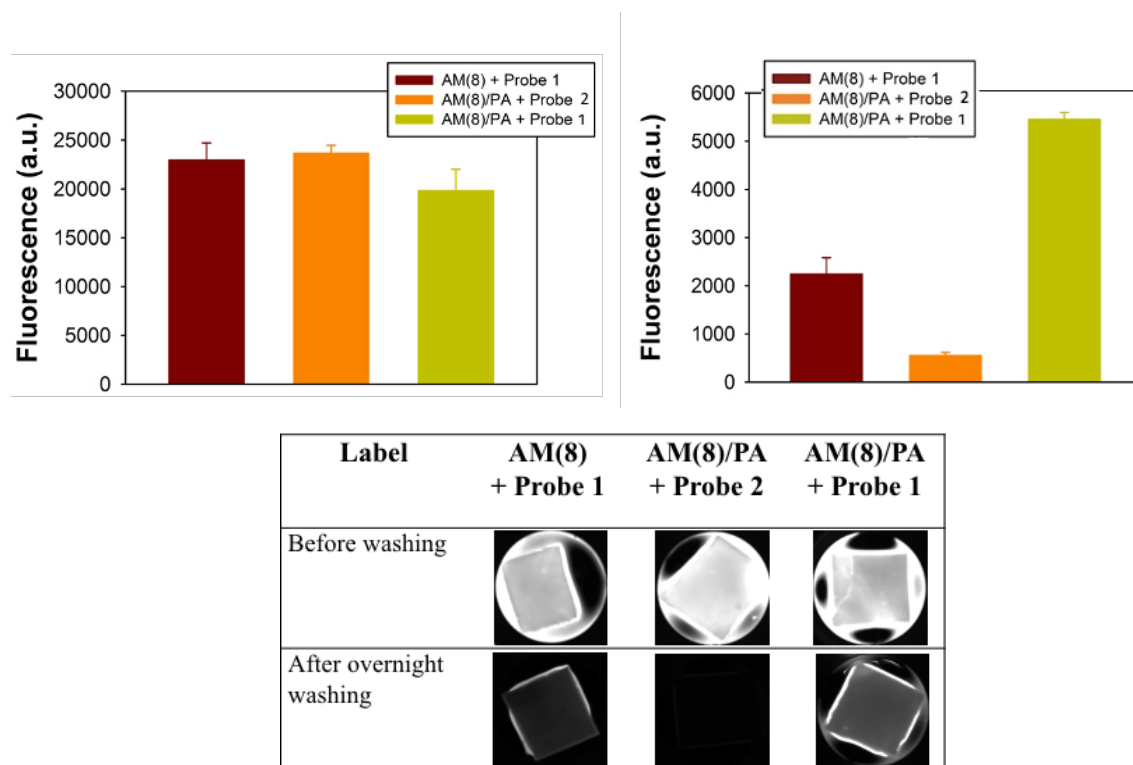 AM(8) + Probe 1
AM(8)/PA + Probe 2
AM(8)/PA + Probe 1
Fluorescence (a.u.)
30000
25000
20000
15000
10000
5000
0
AM(8) + Probe 1
AM(8)/PA + Probe 2
AM(8)/PA + Probe 1
Fluorescence (a.u.)
6000
5000
4000
3000
2000
1000
0
Label AM(8) AM(8)/PA AM(8)/PA
+ Probe 1 + Probe 2 + Probe 1
Before washing
After overnight
washing